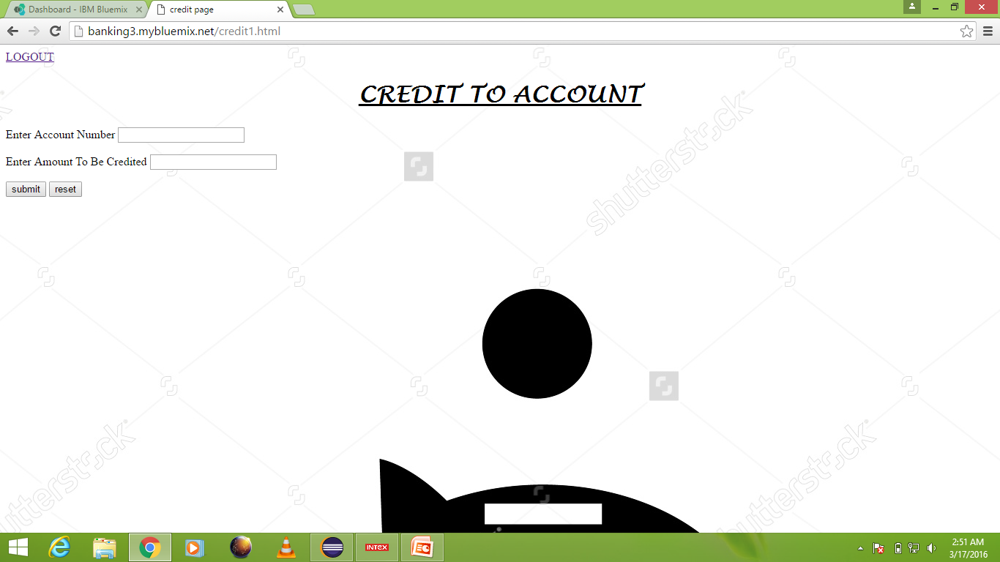 Dashboard - IBM Bluemix
credit page
banking3.mybluemix.net/credit1.html
LOGOUT
CREDIT TO ACCOUNT
Enter Account Number
Enter Amount To Be Credited
submit reset
shutterstock
shutterstock
shutterstock
INTEX
2:51 AM
3/17/2016